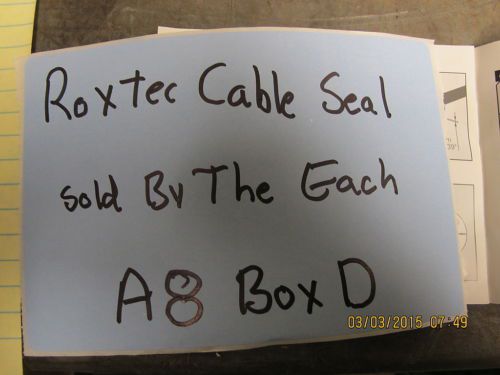 Roxtec Cable Seal
Sold By The Each
A8 Box D
03/03/2015 07:49